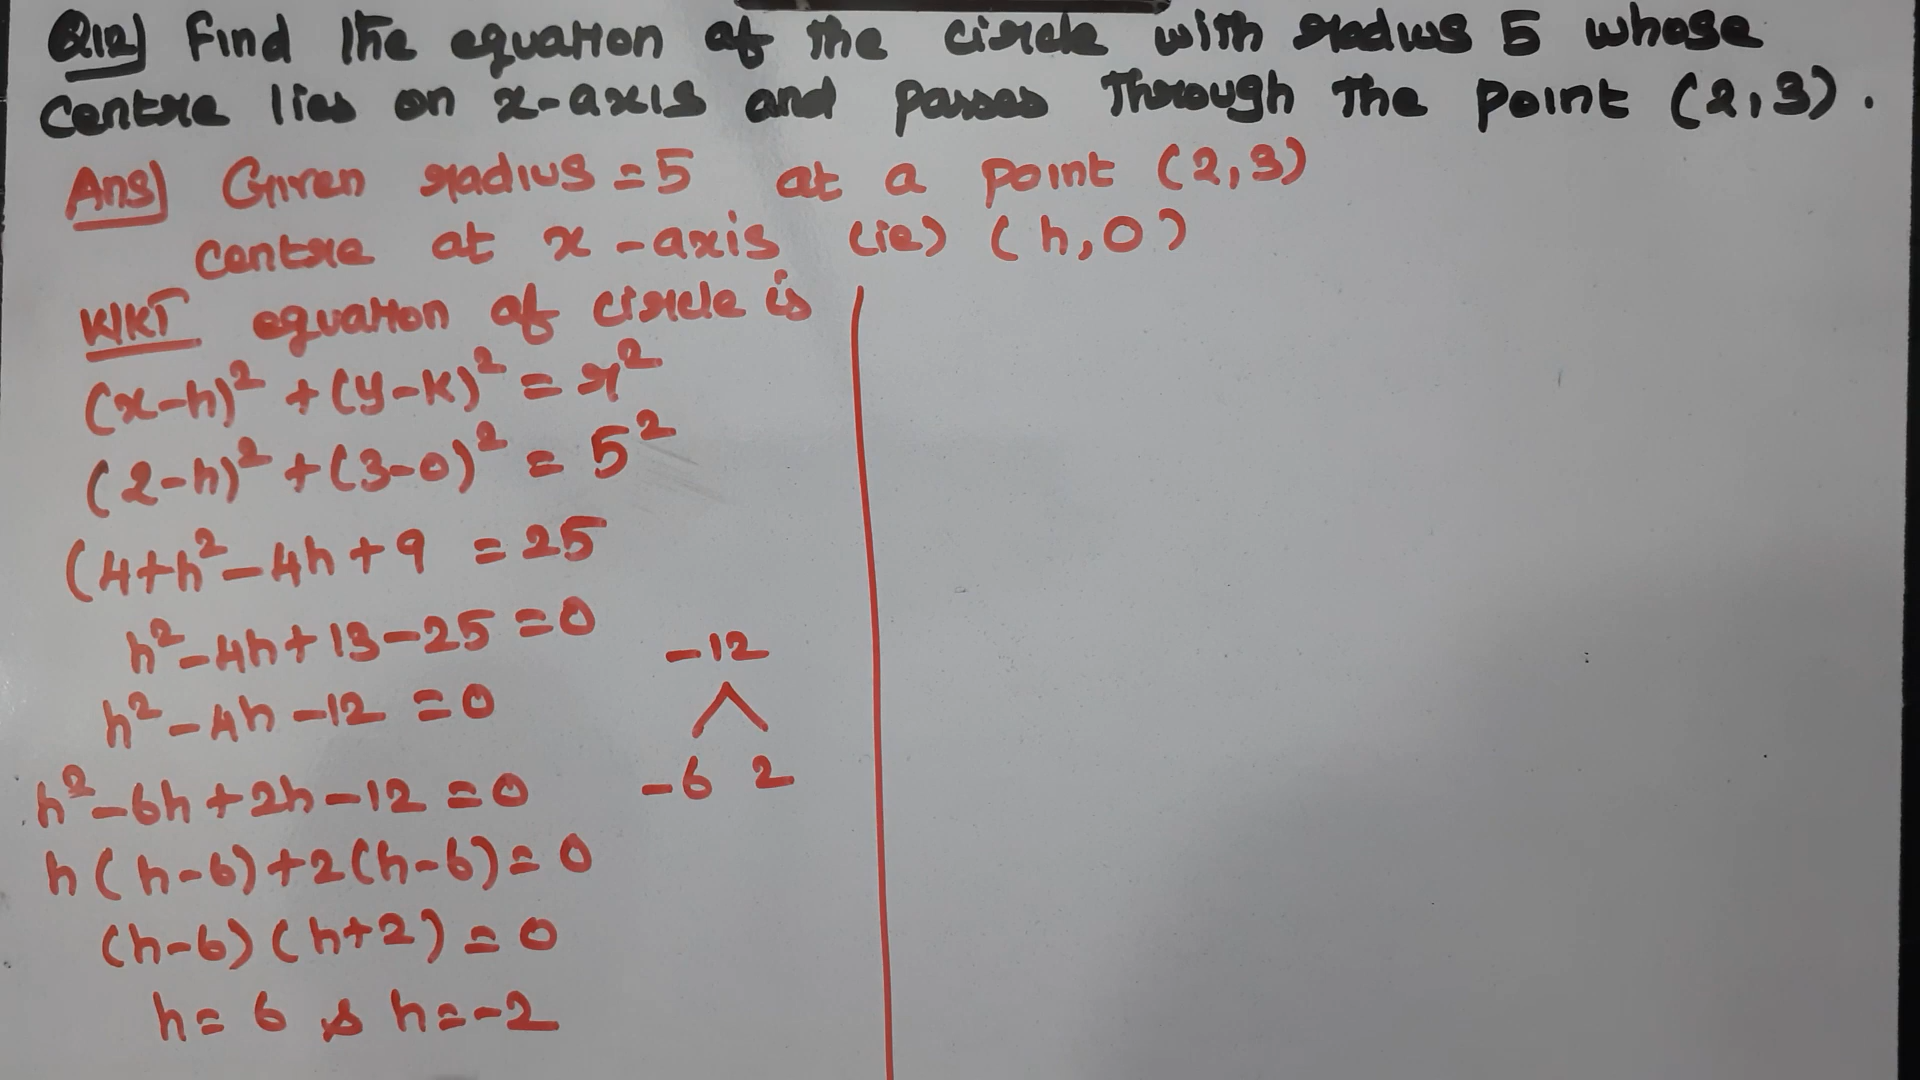 Q12) Find the equation of the circle with radius 5 whose
centre lies on x-axis and passes through the point (2,3).
Ans) Given radius = 5 at a point (2,3)
centre at x-axis (ie) (h,0)
WKT equation of circle is
(x-h)² + (y-k)² = r²
(2-h)² + (3-0)² = 5²
(4+h²-4h+9 = 25
h²-4h+13-25=0
h²-4h-12=0
-12
-6 2
h²-6h+2h-12=0
h(h-6)+2(h-6)=0
(h-6)(h+2)=0
h=6 & h=-2